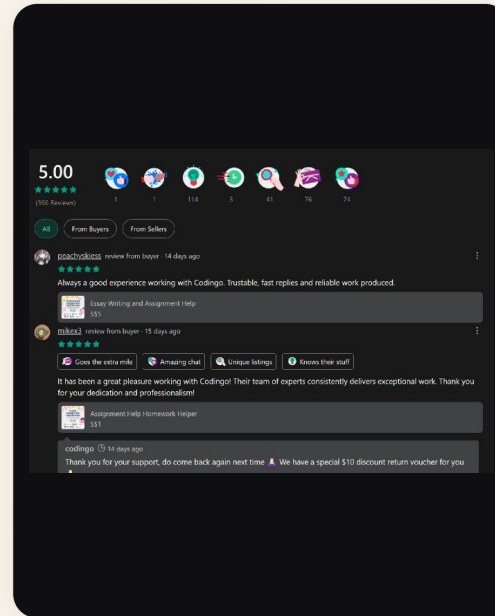 5.00
(366 Reviews)
1
1
114
3
41
76
74
All
From Buyers
From Sellers
peachyskiess review from buyer · 14 days ago
Always a good experience working with Codingo. Trustable, fast replies and reliable work produced.
Essay Writing and Assignment Help
S$5
mikex3 review from buyer · 15 days ago
Goes the extra mile
Amazing chat
Unique listings
Knows their stuff
It has been a great pleasure working with Codingo! Their team of experts consistently delivers exceptional work. Thank you
for your dedication and professionalism!
Assignment Help Homework Helper
S$1
codingo 14 days ago
Thank you for your support, do come back again next time 🙏 We have a special $10 discount return voucher for you